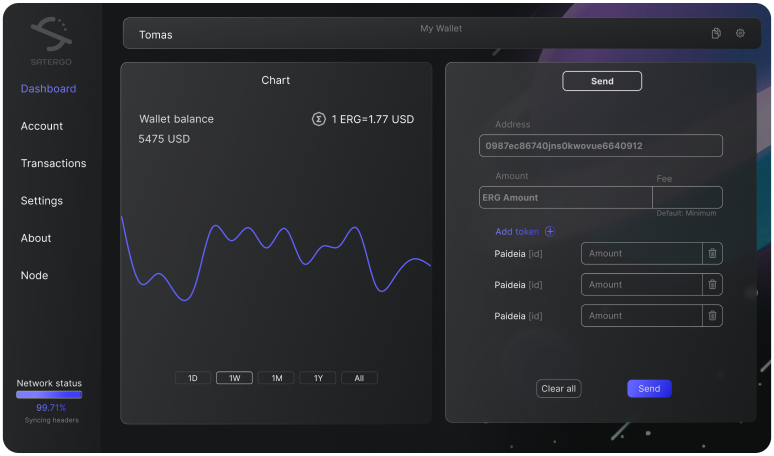 SATERGO
Dashboard
Account
Transactions
Settings
About
Node
Network status
99.71%
Syncing headers
Tomas
My Wallet
Chart
Wallet balance
5475 USD
Σ 1 ERG=1.77 USD
1D 1W 1M 1Y All
Send
Address
0987ec86740jns0kwovue6640912
Amount Fee
ERG Amount
Default: Minimum
Add token
Paideia [id] Amount
Paideia [id] Amount
Paideia [id] Amount
Clear all Send